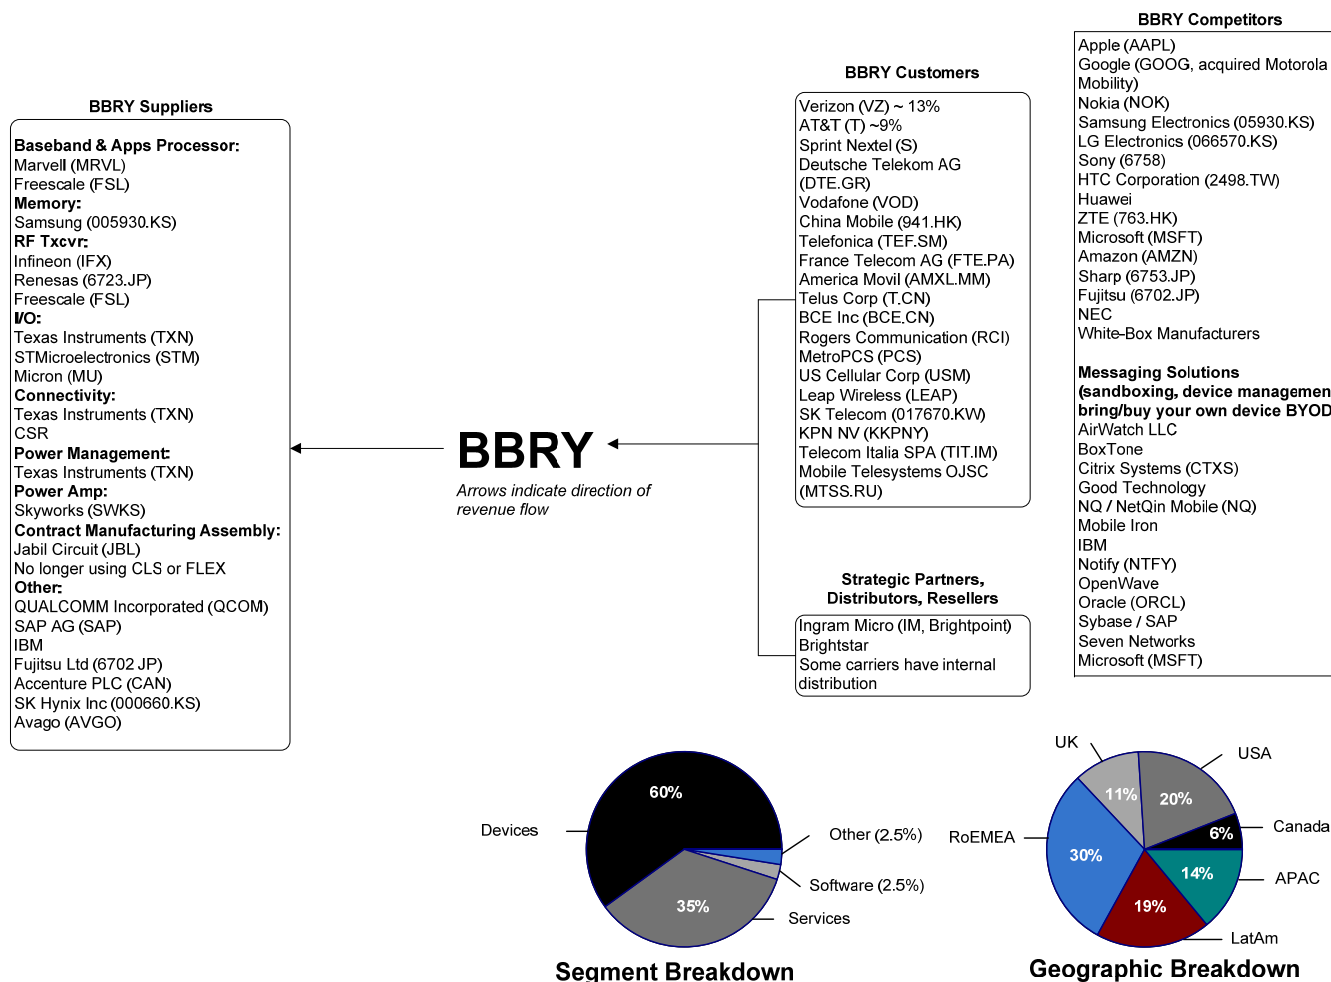 BBRY Suppliers
Baseband & Apps Processor:
Marvell (MRVL)
Freescale (FSL)
Memory:
Samsung (005930.KS)
RF Txcvr:
Infineon (IFX)
Renesas (6723.JP)
Freescale (FSL)
I/O:
Texas Instruments (TXN)
STMicroelectronics (STM)
Micron (MU)
Connectivity:
Texas Instruments (TXN)
CSR
Power Management:
Texas Instruments (TXN)
Power Amp:
Skyworks (SWKS)
Contract Manufacturing Assembly:
Jabil Circuit (JBL)
No longer using CLS or FLEX
Other:
QUALCOMM Incorporated (QCOM)
SAP AG (SAP)
IBM
Fujitsu Ltd (6702 JP)
Accenture PLC (CAN)
SK Hynix Inc (000660.KS)
Avago (AVGO)
BBRY
Arrows indicate direction of
revenue flow
BBRY Customers
Verizon (VZ) ~ 13%
AT&T (T) ~9%
Sprint Nextel (S)
Deutsche Telekom AG
(DTE.GR)
Vodafone (VOD)
China Mobile (941.HK)
Telefonica (TEF.SM)
France Telecom AG (FTE.PA)
America Movil (AMXL.MM)
Telus Corp (T.CN)
BCE Inc (BCE.CN)
Rogers Communication (RCI)
MetroPCS (PCS)
US Cellular Corp (USM)
Leap Wireless (LEAP)
SK Telecom (017670.KW)
KPN NV (KKPNY)
Telecom Italia SPA (TIT.IM)
Mobile Telesystems OJSC
(MTSS.RU)
Strategic Partners,
Distributors, Resellers
Ingram Micro (IM, Brightpoint)
Brightstar
Some carriers have internal
distribution
BBRY Competitors
Apple (AAPL)
Google (GOOG, acquired Motorola
Mobility)
Nokia (NOK)
Samsung Electronics (05930.KS)
LG Electronics (066570.KS)
Sony (6758)
HTC Corporation (2498.TW)
Huawei
ZTE (763.HK)
Microsoft (MSFT)
Amazon (AMZN)
Sharp (6753.JP)
Fujitsu (6702.JP)
NEC
White-Box Manufacturers
Messaging Solutions
(sandboxing, device managemen
bring/buy your own device BYOD
AirWatch LLC
BoxTone
Citrix Systems (CTXS)
Good Technology
NQ / NetQin Mobile (NQ)
Mobile Iron
IBM
Notify (NTFY)
OpenWave
Oracle (ORCL)
Sybase / SAP
Seven Networks
Microsoft (MSFT)
60%
Devices
Other (2.5%)
Software (2.5%)
35%
Services
Segment Breakdown
UK
USA
11%
20%
Canada
6%
RoEMEA
30%
14%
APAC
19%
LatAm
Geographic Breakdown